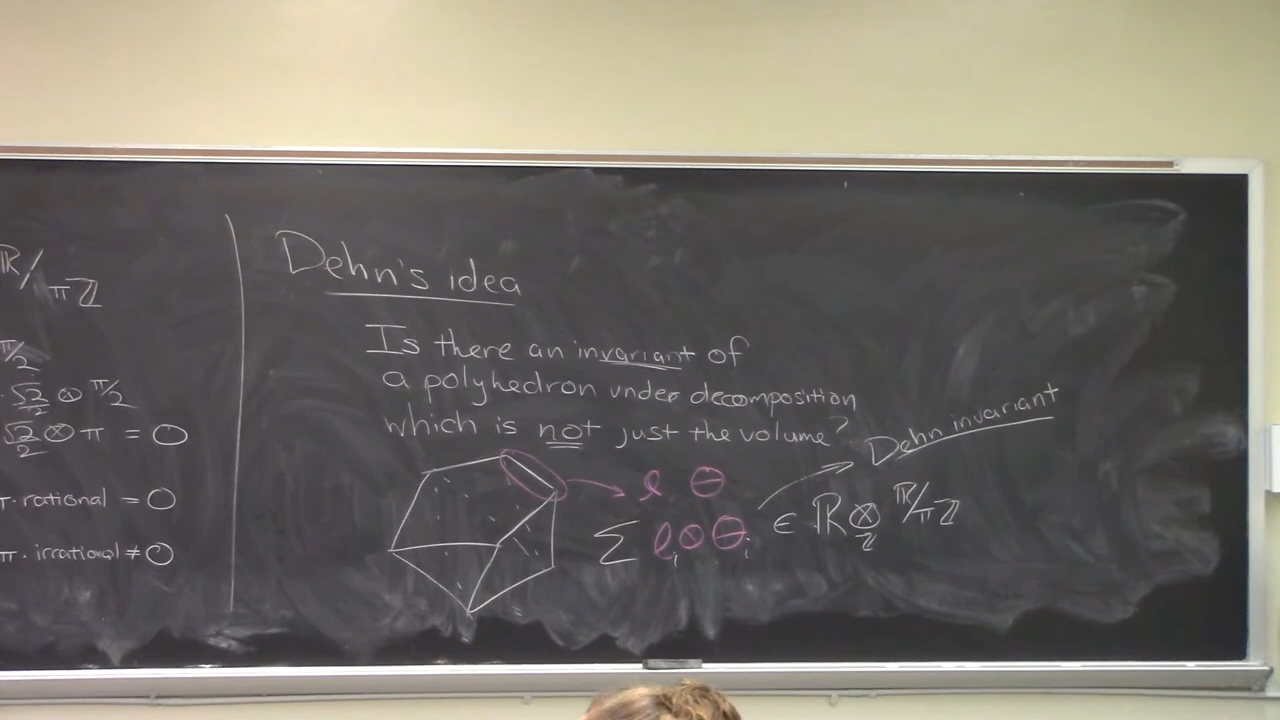 ℝ/πℤ
π/2
√2/2 ⊗ π/2
√2/2 ⊗ π = 0
π · rational = 0
π · irrational ≠ 0
Dehn's idea
Is there an invariant of
a polyhedron under decomposition
which is not just the volume?
Dehn invariant
ℓ, θ
Σ ℓᵢ ⊗ θᵢ ∈ ℝ ⊗_ℤ ℝ/πℤ